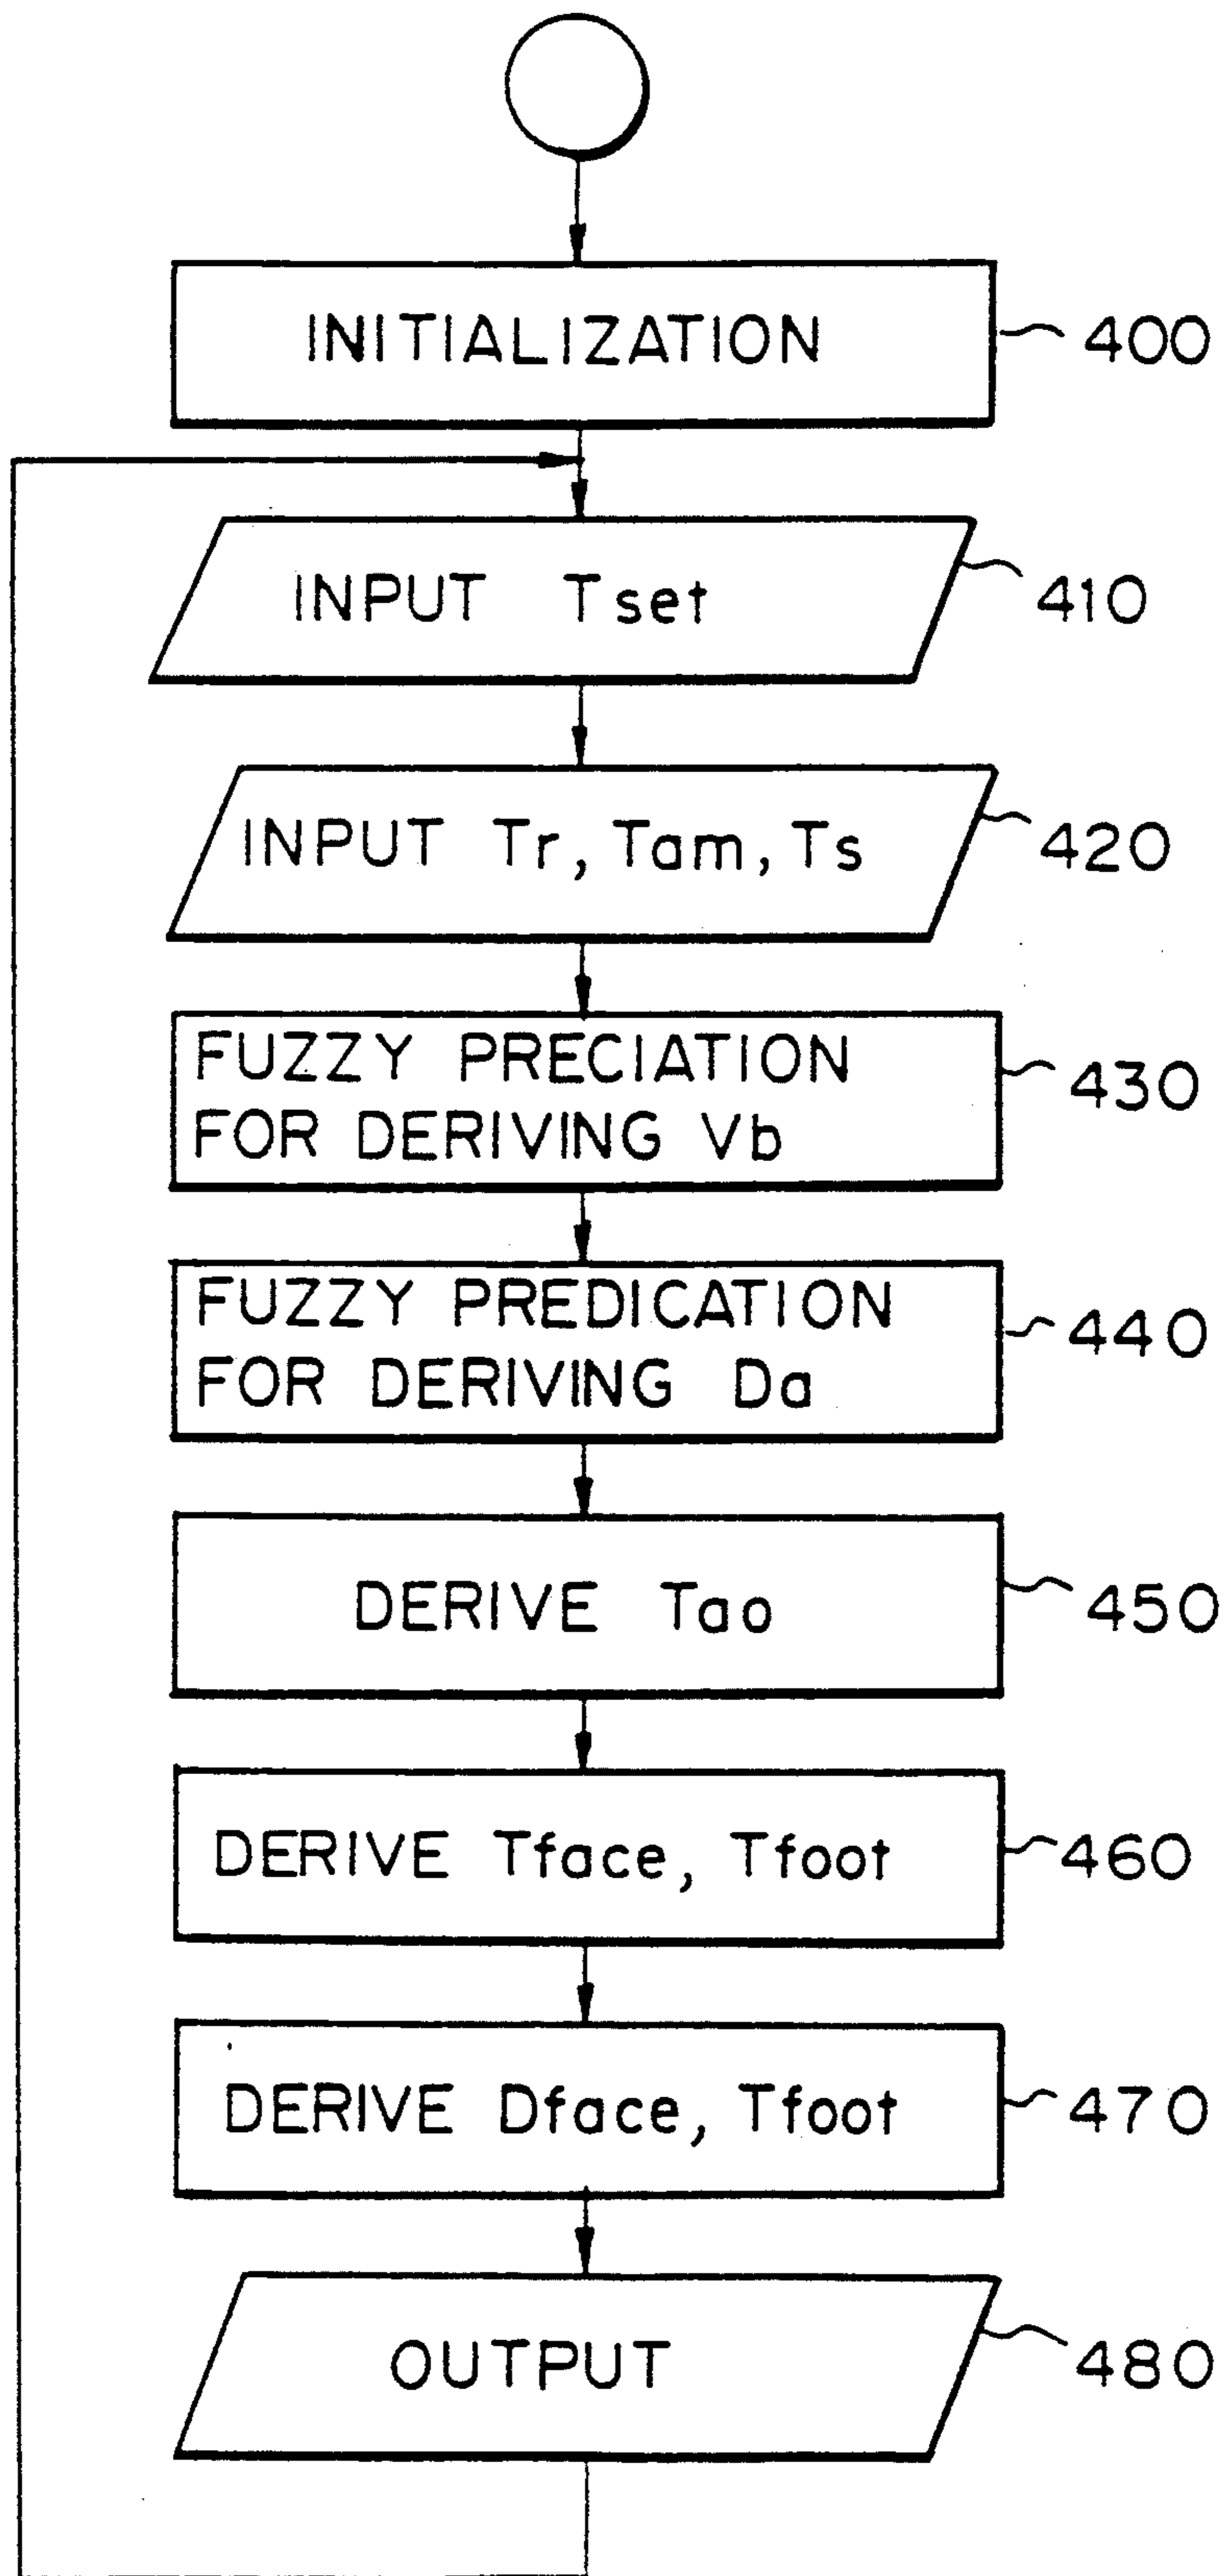 INITIALIZATION
400
INPUT Tset
410
INPUT Tr, Tam, Ts
420
FUZZY PRECIATION
FOR DERIVING Vb
430
FUZZY PREDICATION
FOR DERIVING Da
440
DERIVE Tao
450
DERIVE Tface, Tfoot
460
DERIVE Dface, Tfoot
470
OUTPUT
480